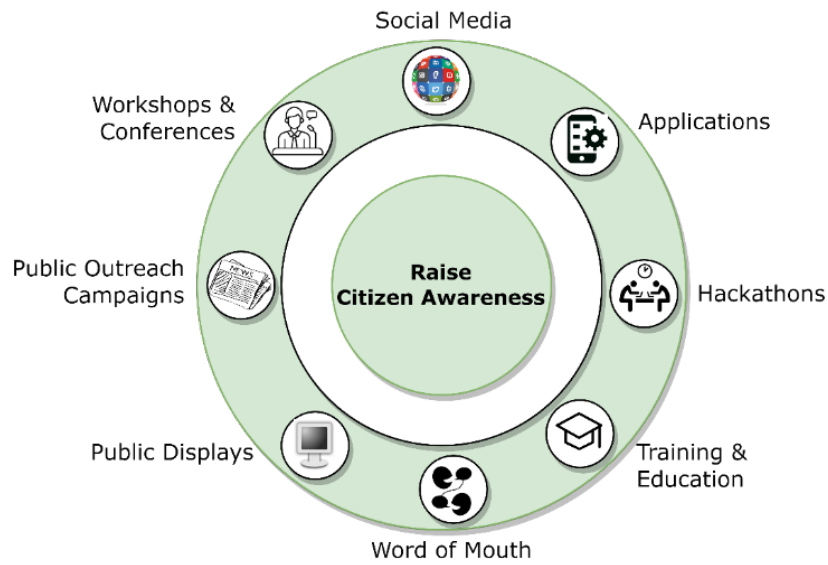 Social Media
Workshops &
Conferences
Applications
Public Outreach
Campaigns
NEWS
Raise
Citizen Awareness
Hackathons
Public Displays
Training &
Education
Word of Mouth